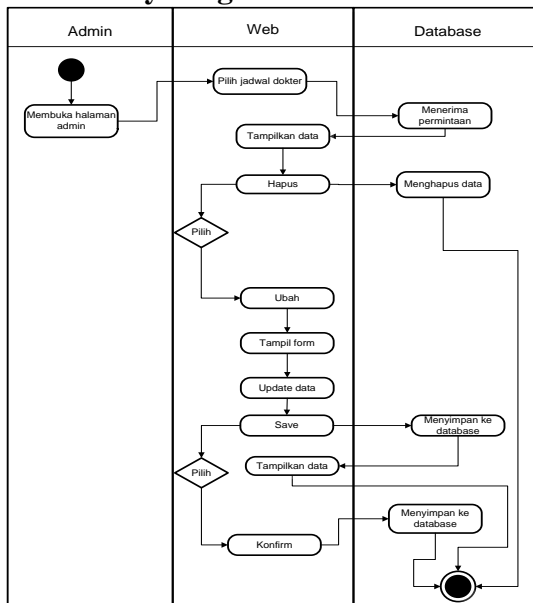 Admin
Web
Database
Pilih jadwal dokter
Membuka halaman
admin
Menerima
permintaan
Tampilkan data
Hapus
Menghapus data
Pilih
Ubah
Tampil form
Update data
Save
Menyimpan ke
database
Pilih
Tampilkan data
Menyimpan ke
database
Konfirm